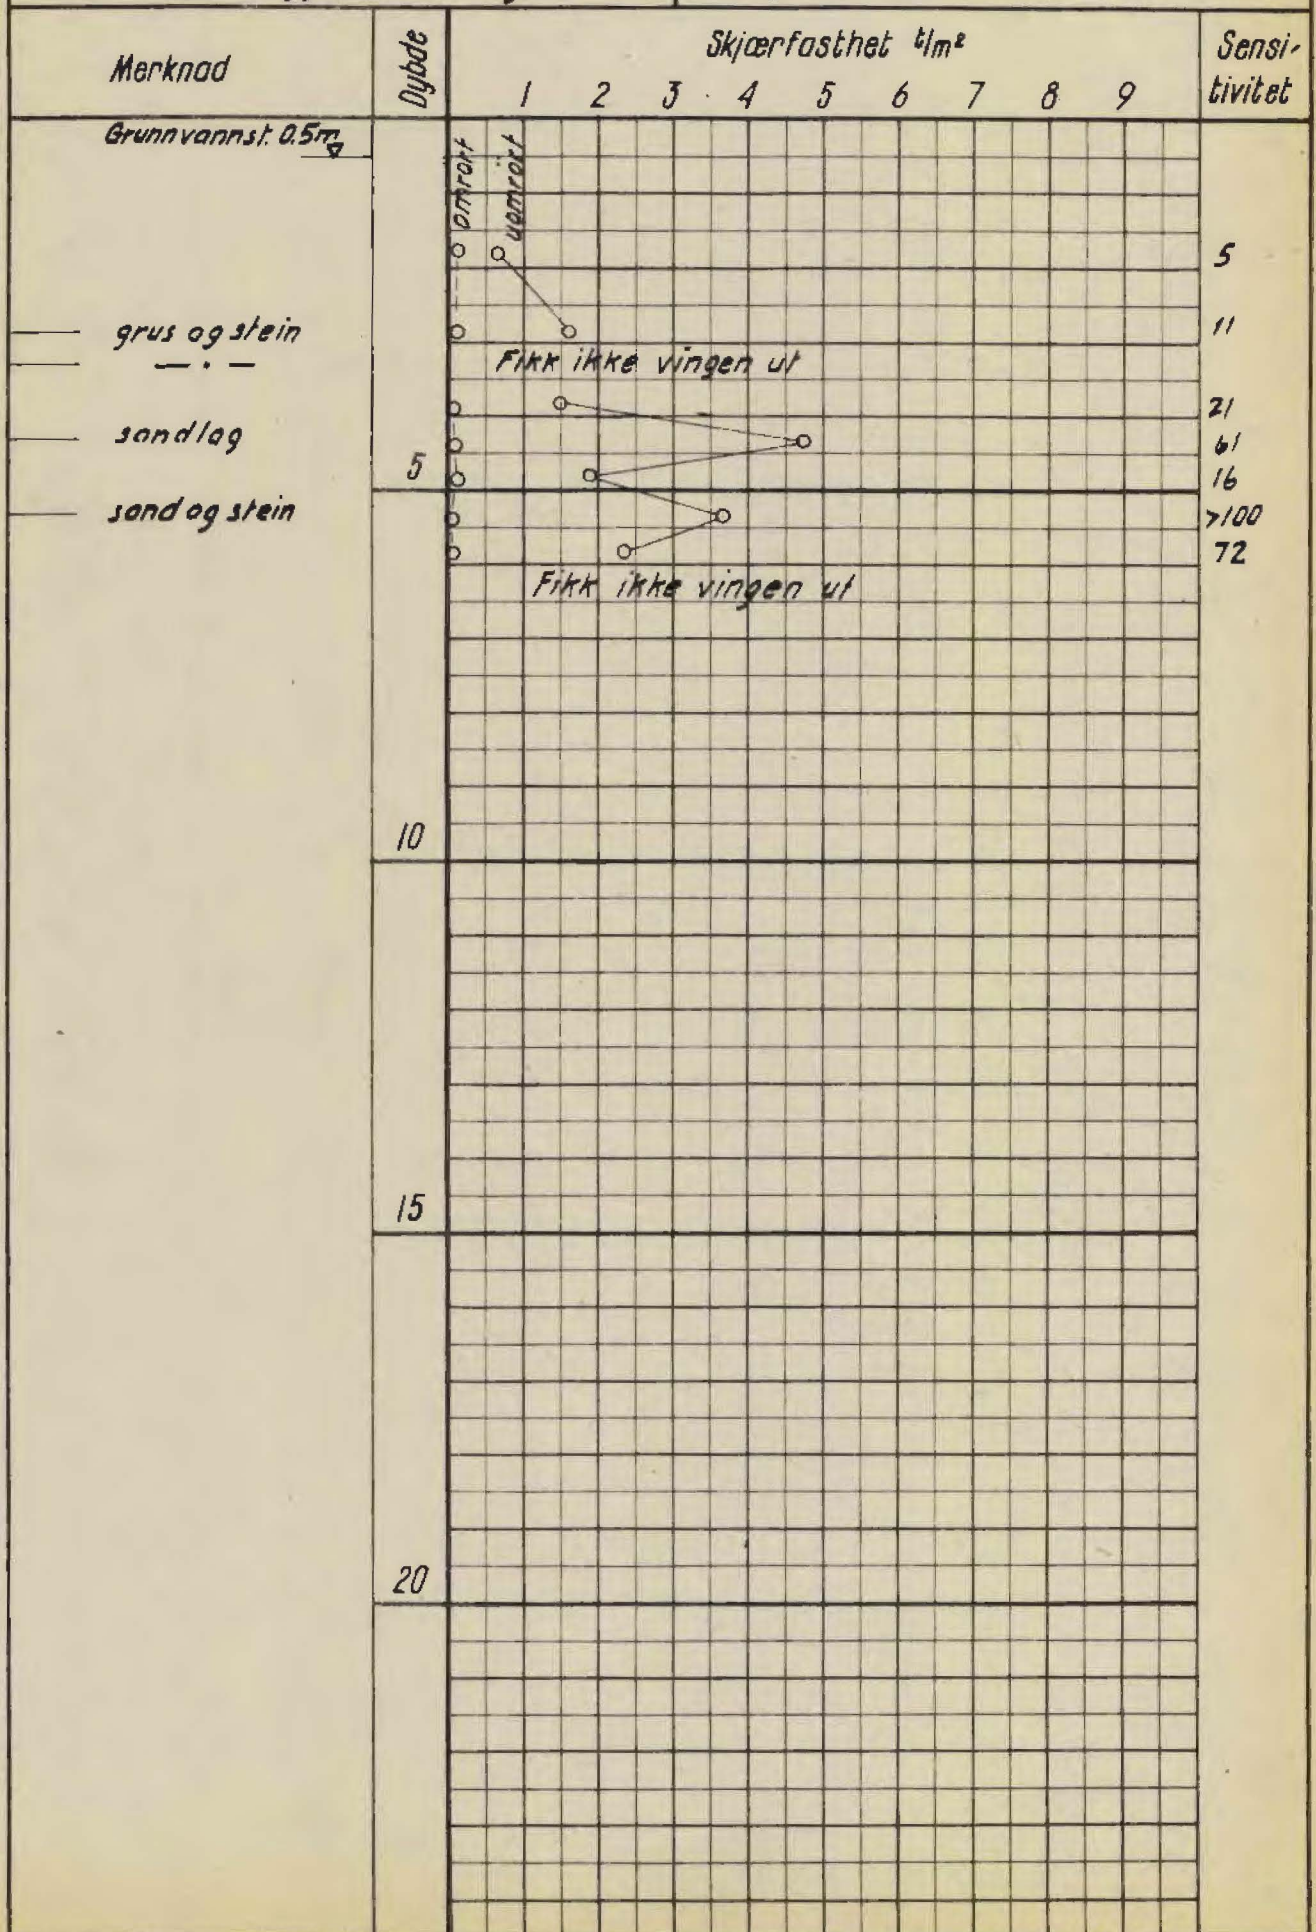 Merknad
Dybde
Skjærfasthet t/m²
1 2 3 4 5 6 7 8 9
Sensi-
tivitet
Grunnvannst. 0.5m
omrört
uomrört
5
grus og stein
11
— . —
Fikk ikke vingen ut
21
sandlag
61
5
16
sand og stein
>100
72
Fikk ikke vingen ut
10
15
20